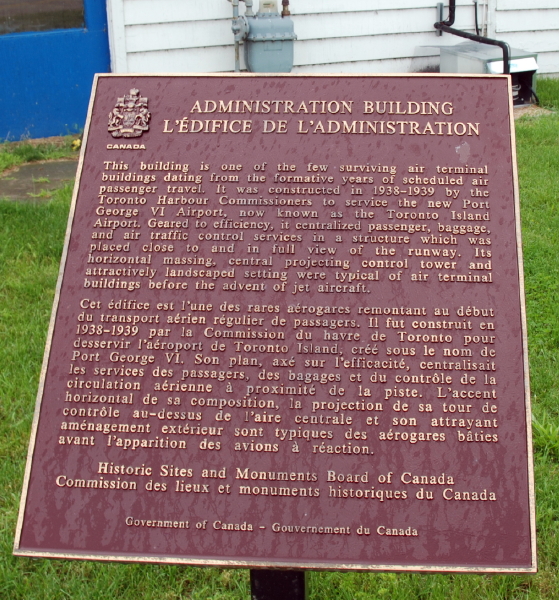 CANADA
ADMINISTRATION BUILDING
L'ÉDIFICE DE L'ADMINISTRATION
This building is one of the few surviving air terminal
buildings dating from the formative years of scheduled air
passenger travel. It was constructed in 1938-1939 by the
Toronto Harbour Commissioners to service the new Port
George VI Airport, now known as the Toronto Island
Airport. Geared to efficiency, it centralized passenger, baggage,
and air traffic control services in a structure which was
placed close to and in full view of the runway. Its
horizontal massing, central projecting control tower and
attractively landscaped setting were typical of air terminal
buildings before the advent of jet aircraft.
Cet édifice est l'une des rares aérogares remontant au début
du transport aérien régulier de passagers. Il fut construit en
1938-1939 par la Commission du havre de Toronto pour
desservir l'aéroport de Toronto Island, créé sous le nom de
Port George VI. Son plan, axé sur l'efficacité, centralisait
les services des passagers, des bagages et du contrôle de la
circulation aérienne à proximité de la piste. L'accent
horizontal de sa composition, la projection de sa tour de
contrôle au-dessus de l'aire centrale et son attrayant
aménagement extérieur sont typiques des aérogares bâties
avant l'apparition des avions à réaction.
Historic Sites and Monuments Board of Canada
Commission des lieux et monuments historiques du Canada
Government of Canada - Gouvernement du Canada